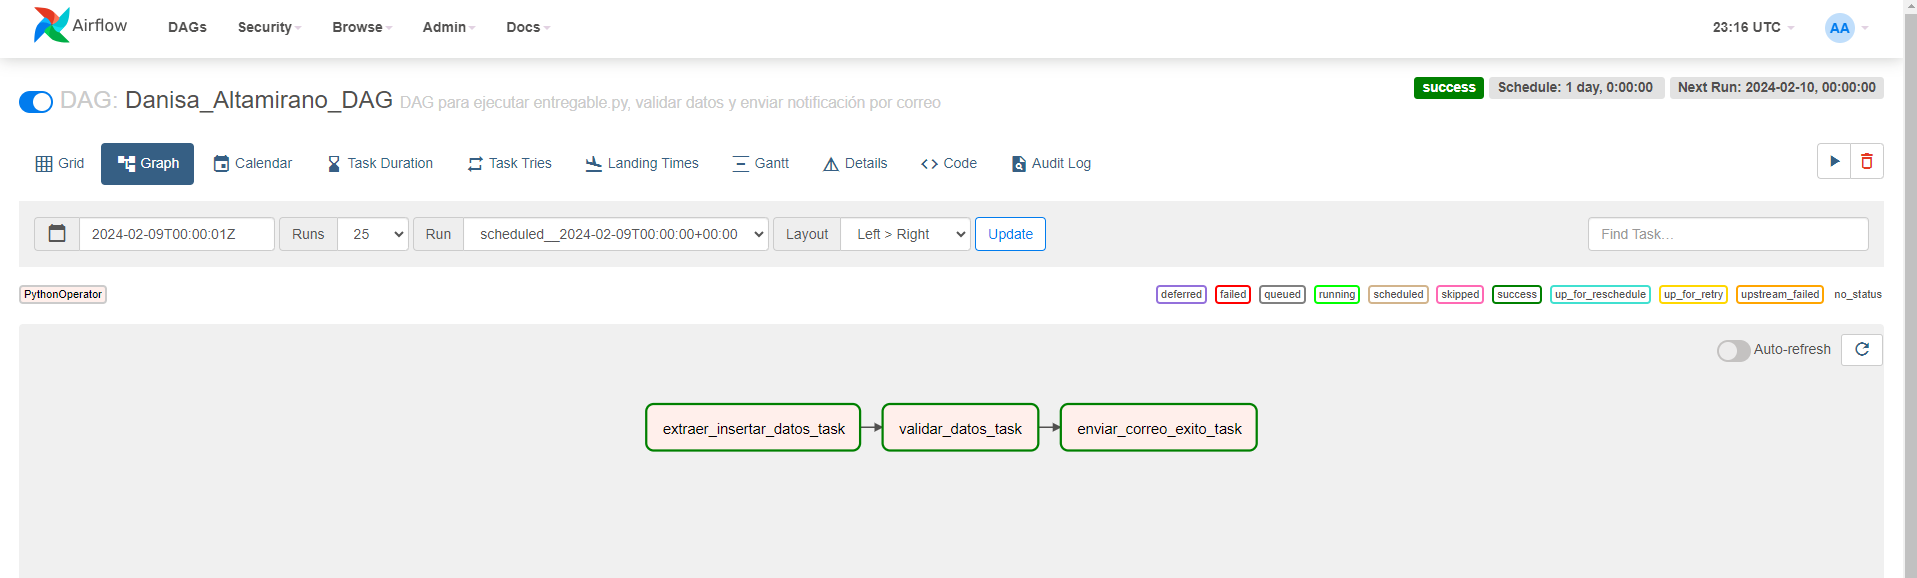 Airflow DAGs Security Browse Admin Docs 23:16 UTC AA
DAG: Danisa_Altamirano_DAG DAG para ejecutar entregable.py, validar datos y enviar notificación por correo
success Schedule: 1 day, 0:00:00 Next Run: 2024-02-10, 00:00:00
Grid Graph Calendar Task Duration Task Tries Landing Times Gantt Details Code Audit Log
2024-02-09T00:00:01Z Runs 25 Run scheduled__2024-02-09T00:00:00+00:00 Layout Left > Right Update Find Task...
PythonOperator deferred failed queued running scheduled skipped success up_for_reschedule up_for_retry upstream_failed no_status
Auto-refresh
extraer_insertar_datos_task validar_datos_task enviar_correo_exito_task